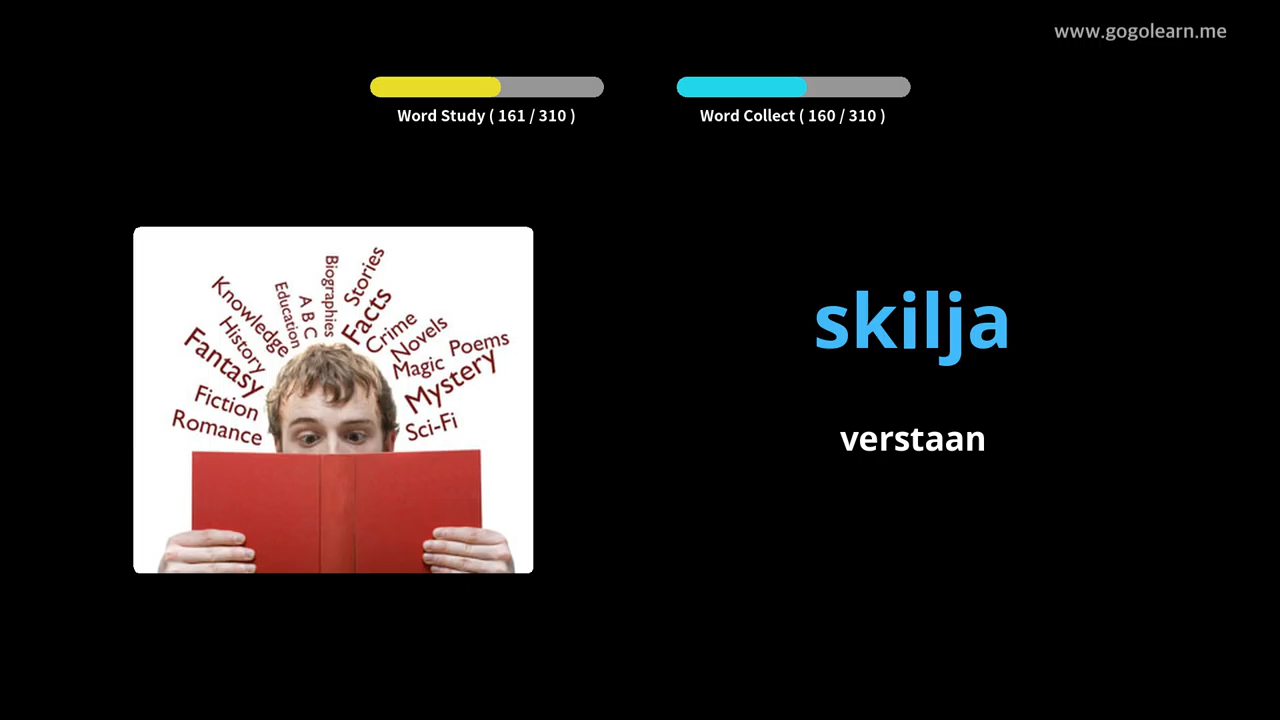 www.gogolearn.me
Word Study ( 161 / 310 )
Word Collect ( 160 / 310 )
Knowledge
Education
A B C
Biographies
Stories
Facts
Crime
Novels
Poems
History
Fantasy
Magic
Mystery
Fiction
Sci-Fi
Romance
skilja
verstaan